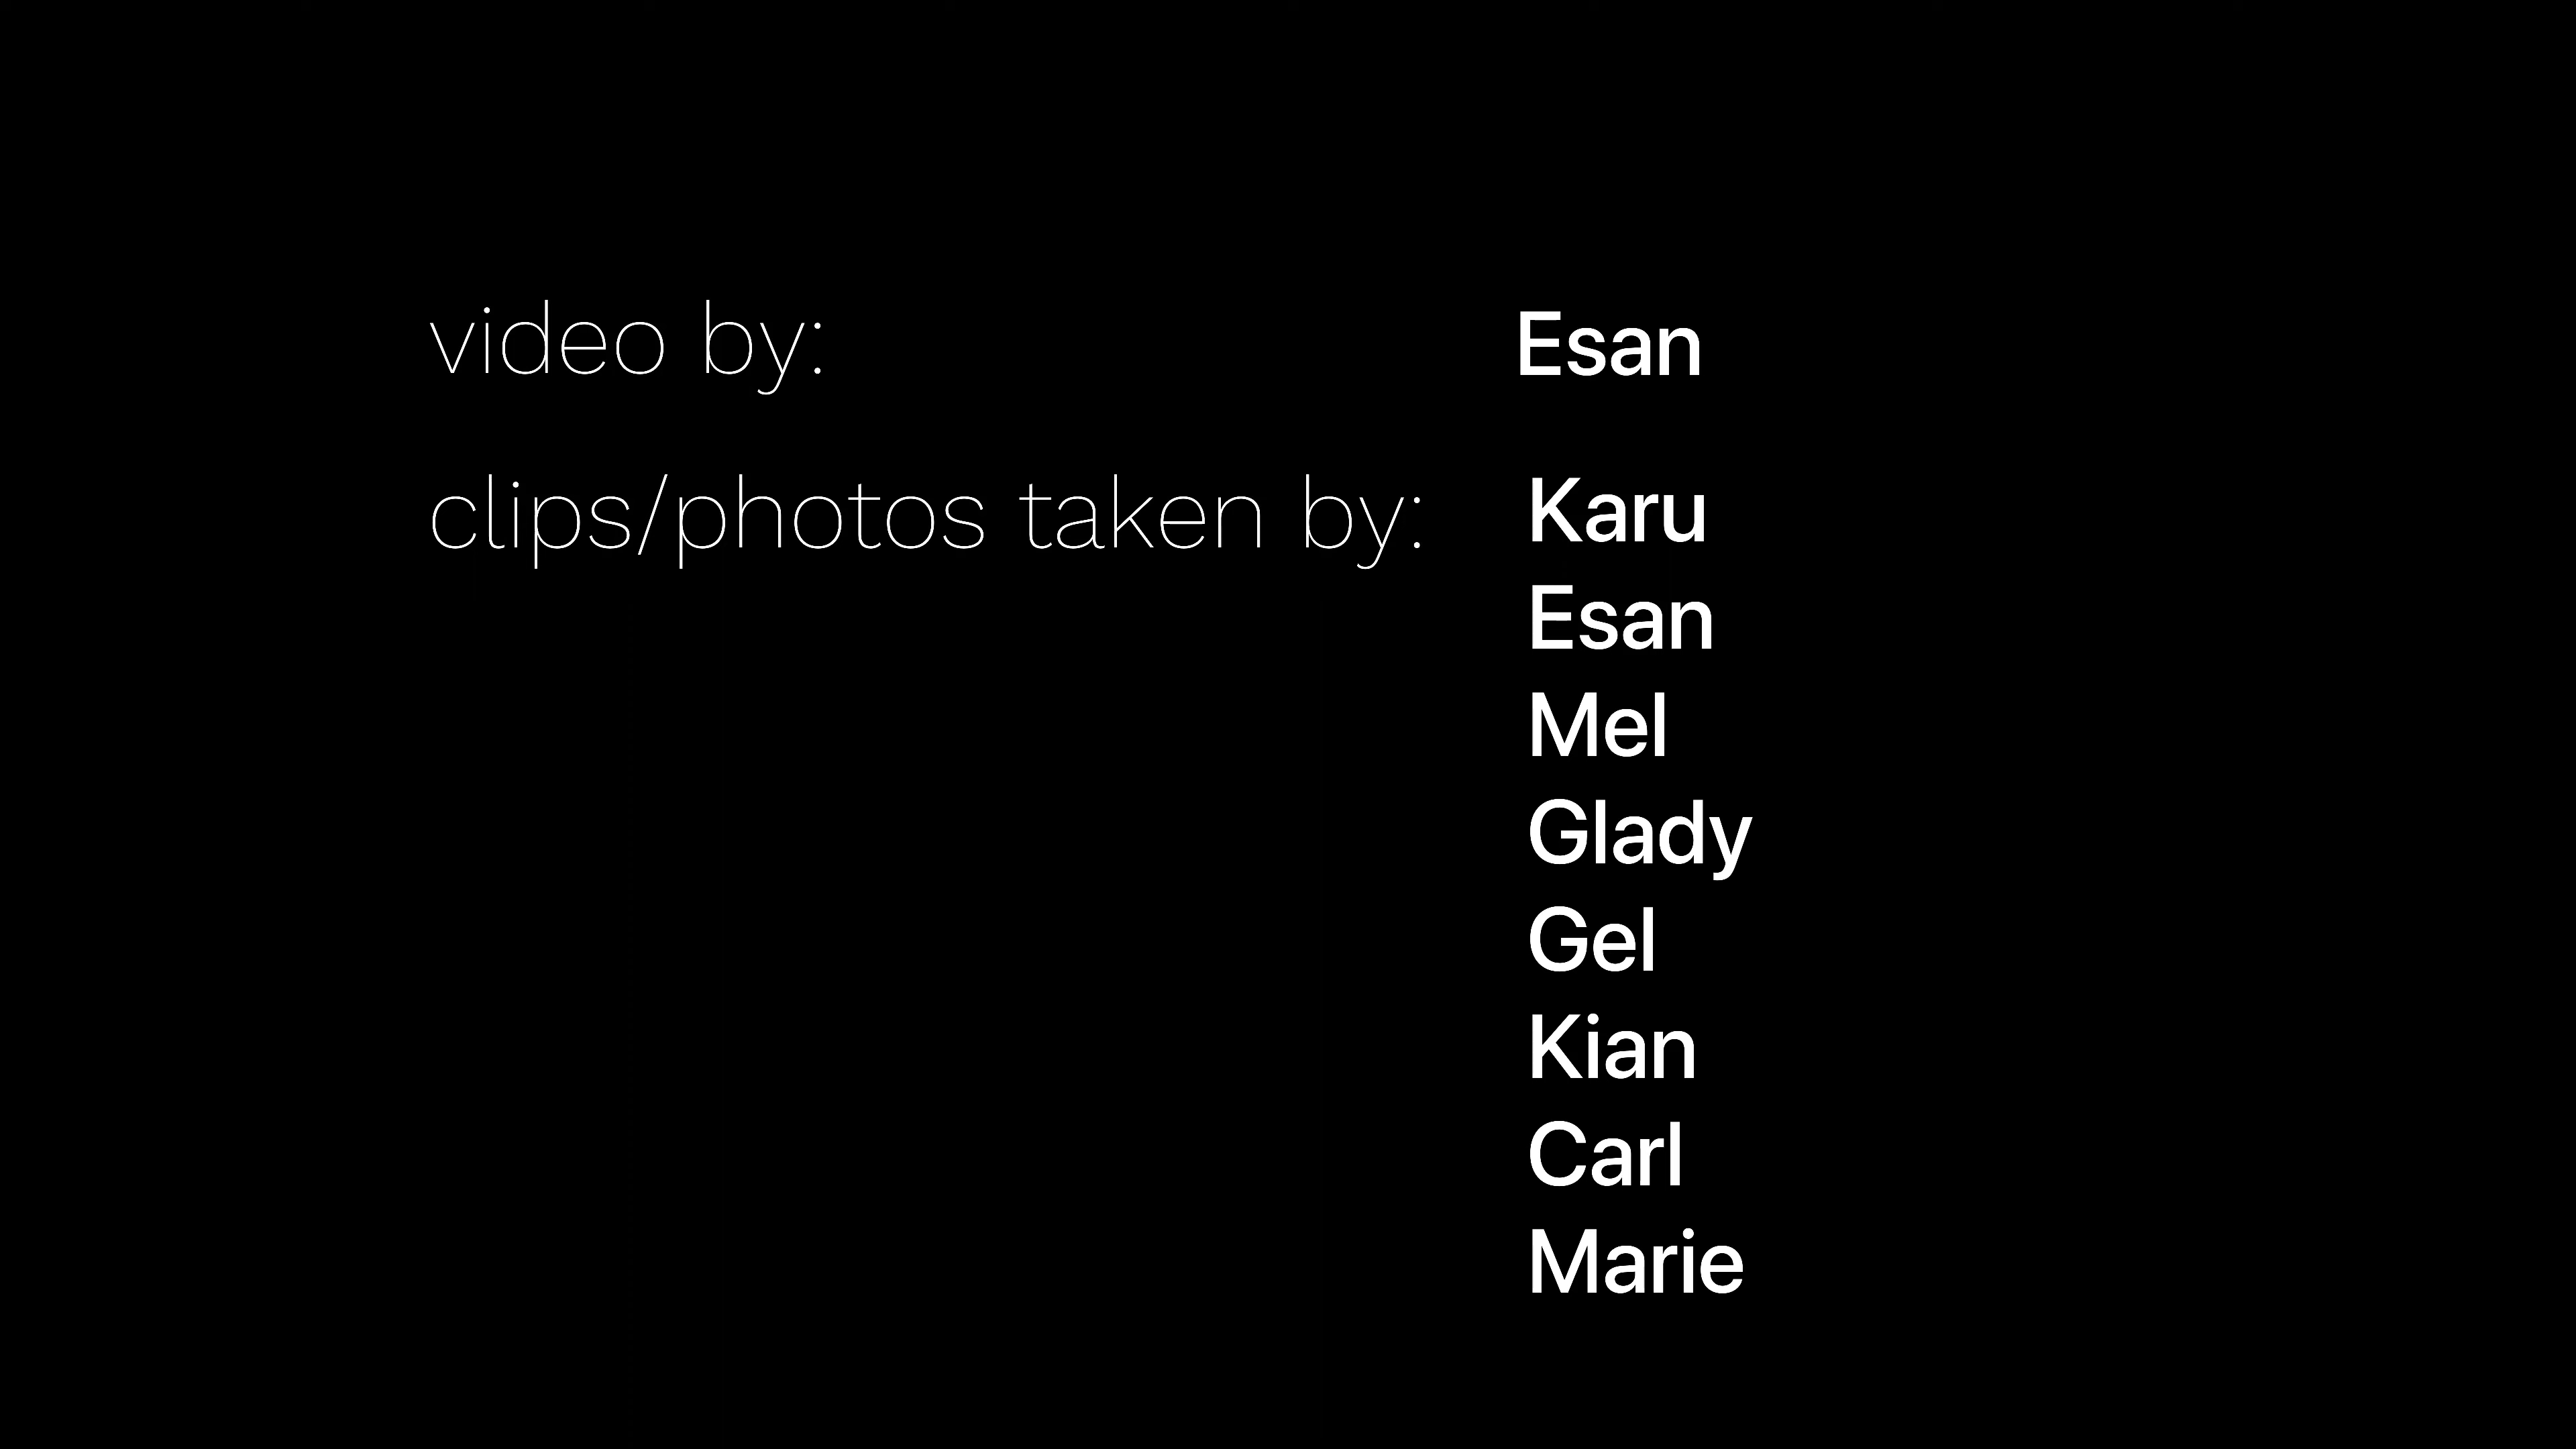 video by: Esan
clips/photos taken by: Karu
Esan
Mel
Glady
Gel
Kian
Carl
Marie